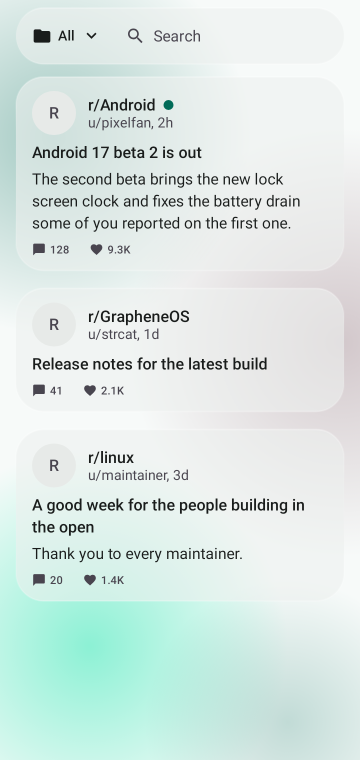 All
Search
R
r/Android
u/pixelfan, 2h
Android 17 beta 2 is out
The second beta brings the new lock
screen clock and fixes the battery drain
some of you reported on the first one.
128 9.3K
R
r/GrapheneOS
u/strcat, 1d
Release notes for the latest build
41 2.1K
R
r/linux
u/maintainer, 3d
A good week for the people building in
the open
Thank you to every maintainer.
20 1.4K